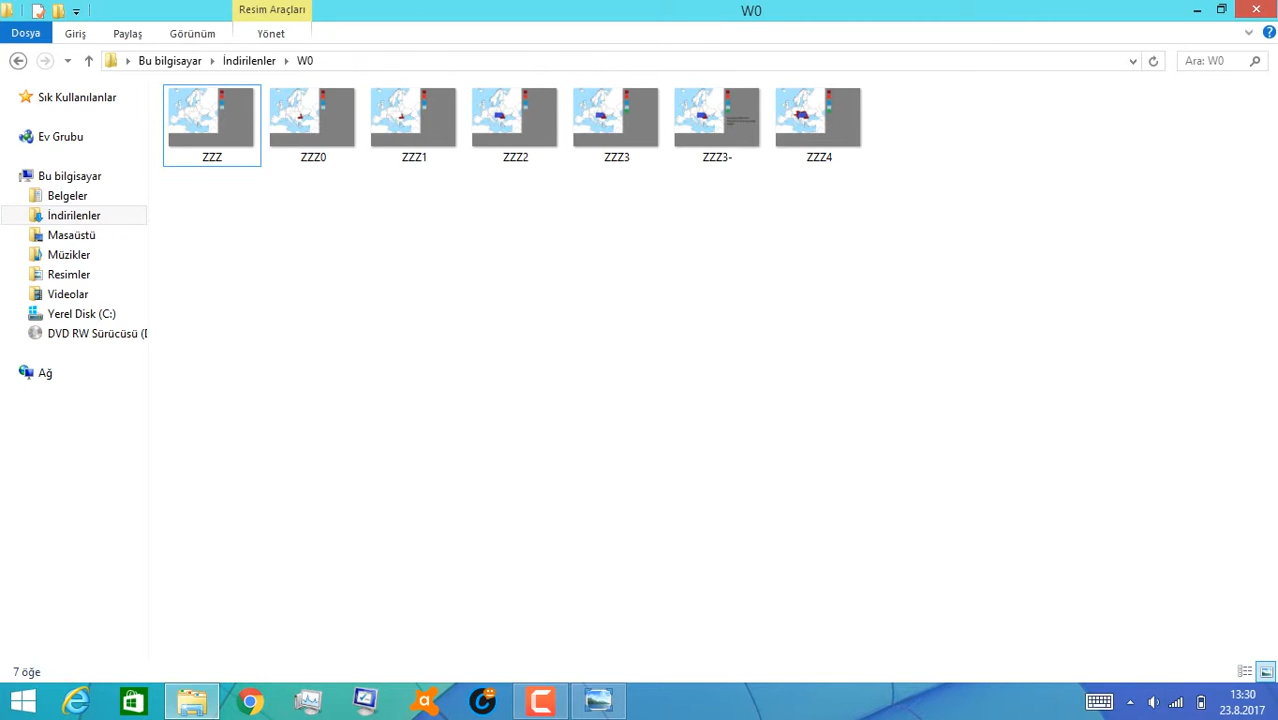 Resim Araçları
W0
Dosya
Giriş
Paylaş
Görünüm
Yönet
Bu bilgisayar
İndirilenler
W0
Ara: W0
Sık Kullanılanlar
Ev Grubu
Bu bilgisayar
Belgeler
İndirilenler
Masaüstü
Müzikler
Resimler
Videolar
Yerel Disk (C:)
DVD RW Sürücüsü (
Ağ
ZZZ
ZZZ0
ZZZ1
ZZZ2
ZZZ3
ZZZ3-
ZZZ4
7 öğe
13:30
23.8.2017